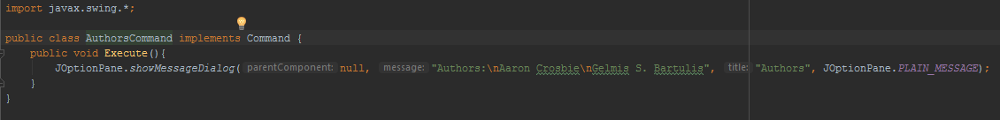 import javax.swing.*;
public class AuthorsCommand implements Command {
public void Execute(){
JOptionPane.showMessageDialog( parentComponent: null, message: "Authors:\nAaron Crosbie\nGelmis S. Bartulis", title: "Authors", JOptionPane.PLAIN_MESSAGE);
}
}